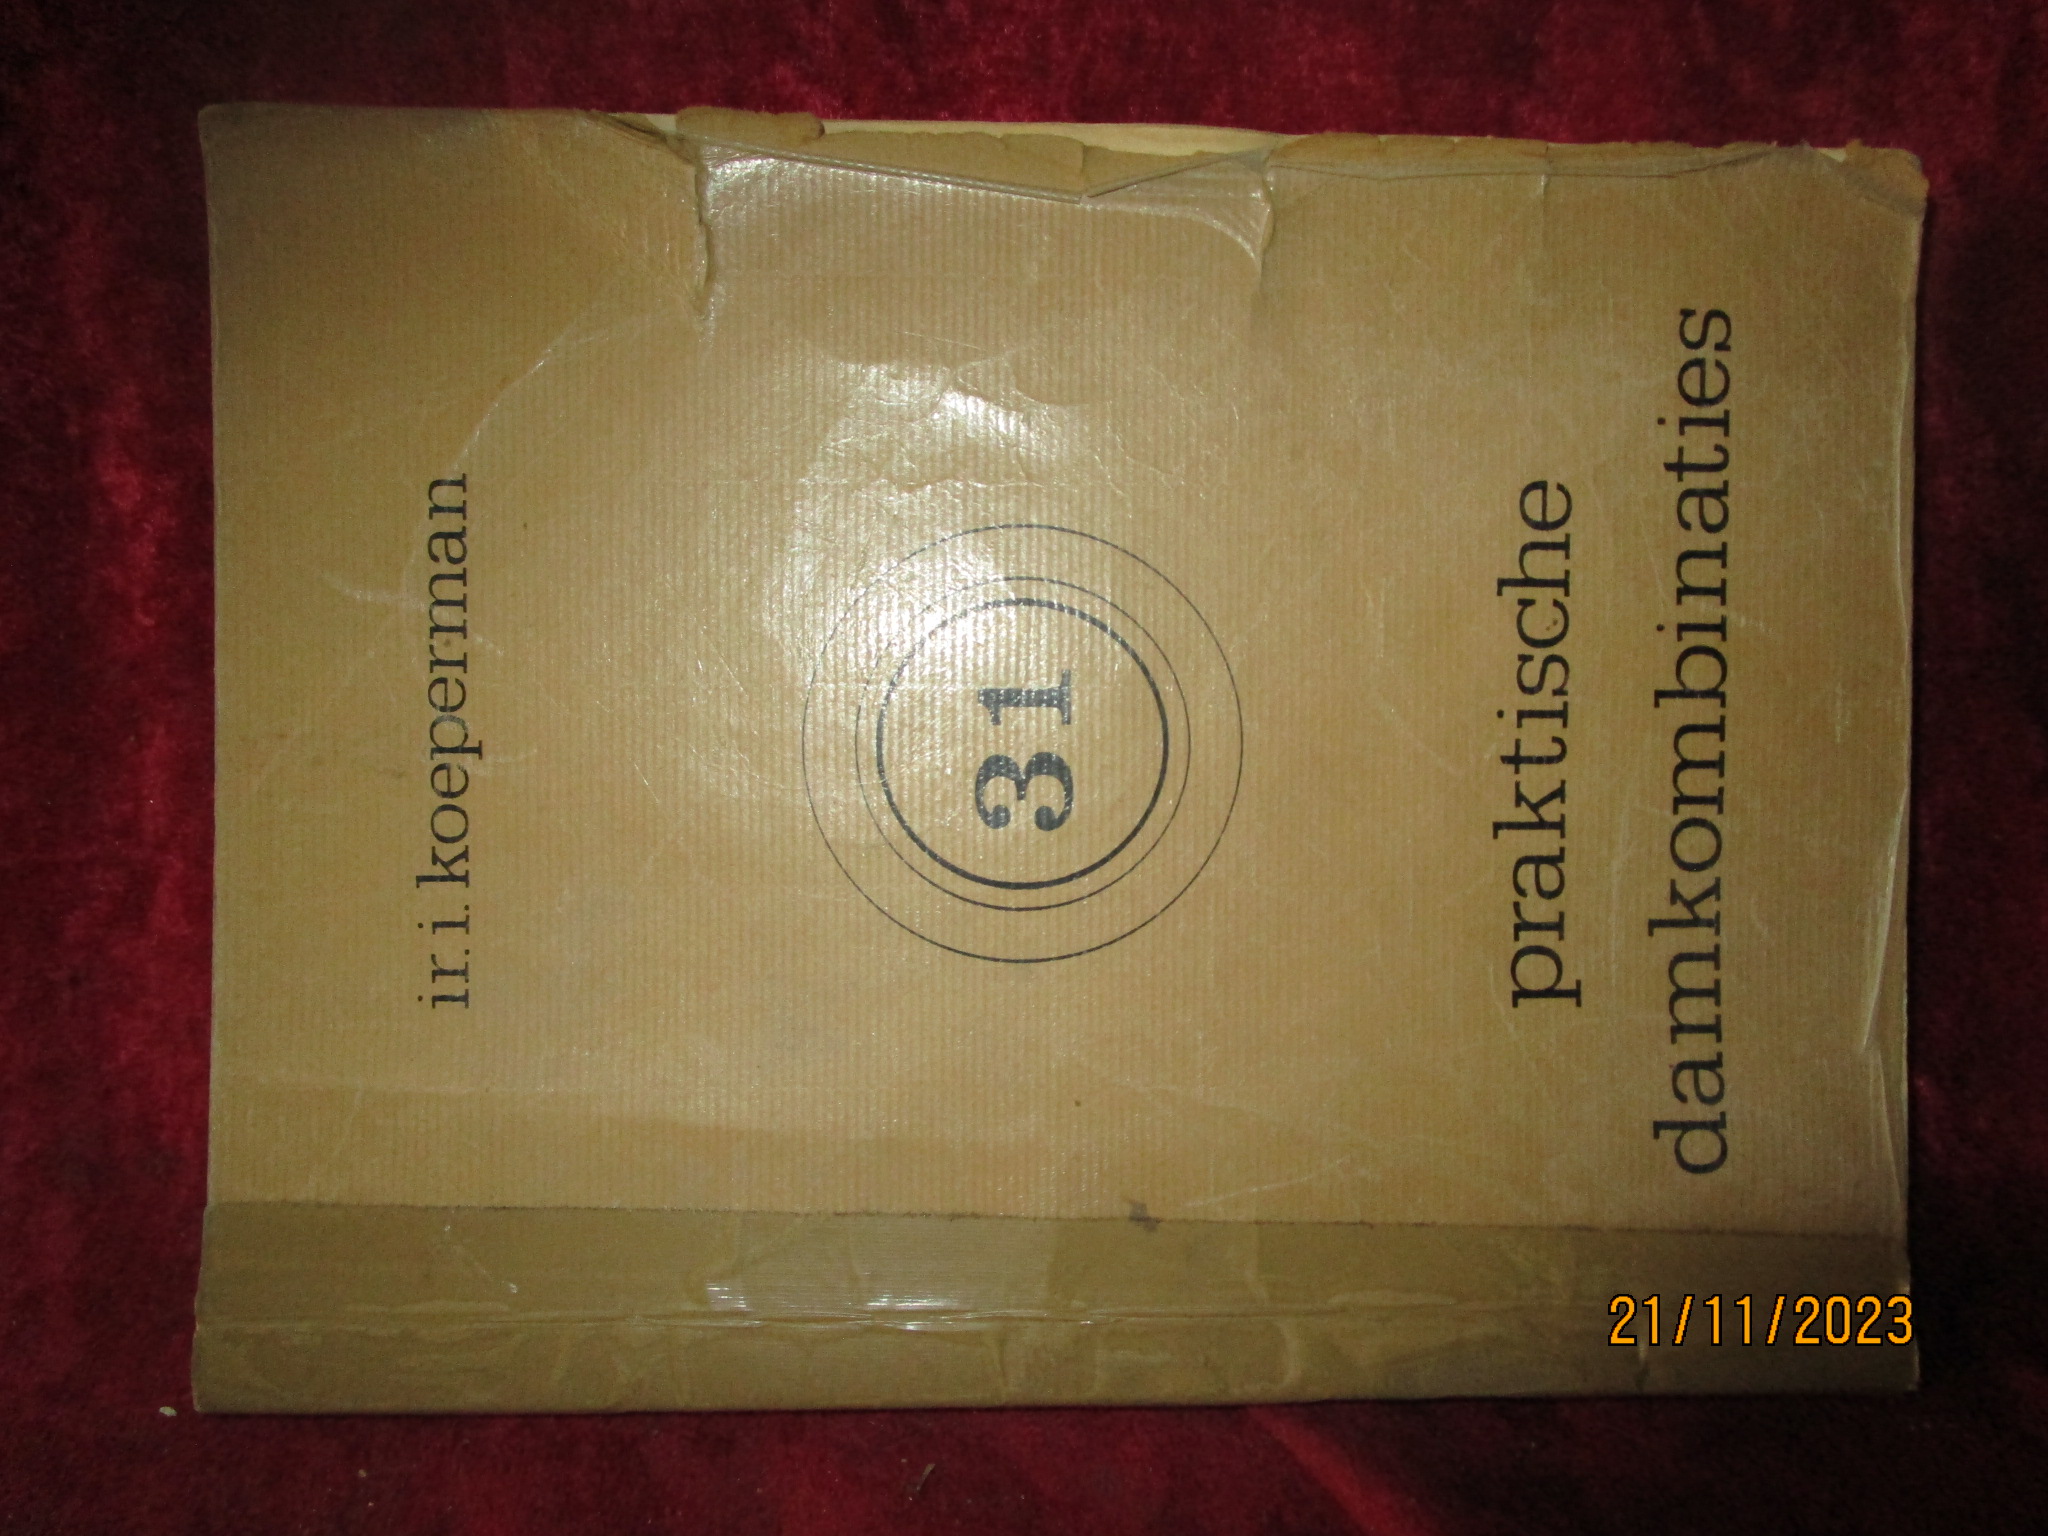 ir. i. koeperman
31
praktische
damkombinaties
21/11/2023